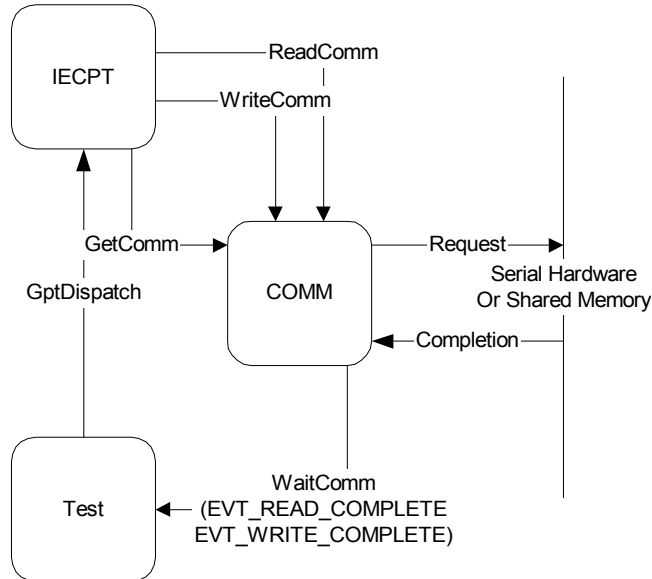 ReadComm
IECPT
WriteComm
GetComm
Request
GptDispatch
COMM
Serial Hardware
Or Shared Memory
Completion
WaitComm
Test
(EVT_READ_COMPLETE
EVT_WRITE_COMPLETE)